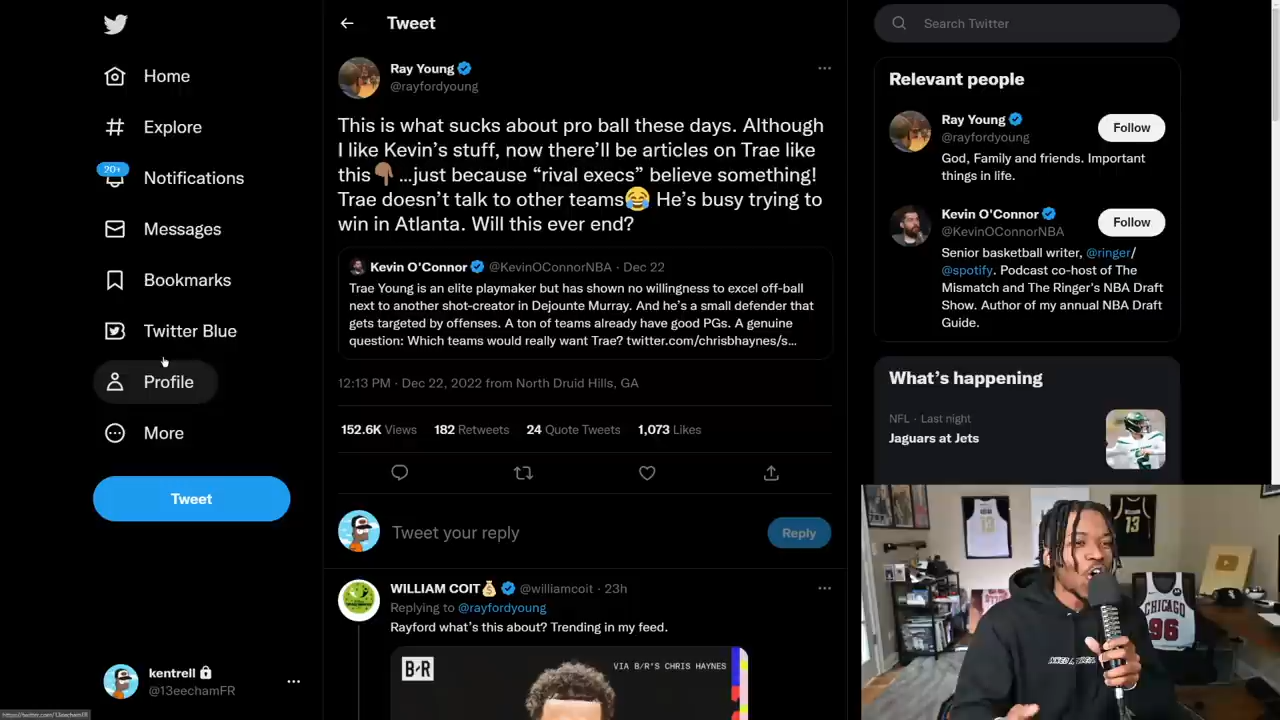 Home
Explore
20+
Notifications
Messages
Bookmarks
Twitter Blue
Profile
More
Tweet
kentrell
@13eechamFR
https://twitter.com/13eechamFR
Tweet
Ray Young
@rayfordyoung
This is what sucks about pro ball these days. Although
I like Kevin’s stuff, now there’ll be articles on Trae like
this👇🏾...just because “rival execs” believe something!
Trae doesn’t talk to other teams😂 He’s busy trying to
win in Atlanta. Will this ever end?
Kevin O'Connor @KevinOConnorNBA · Dec 22
Trae Young is an elite playmaker but has shown no willingness to excel off-ball
next to another shot-creator in Dejounte Murray. And he’s a small defender that
gets targeted by offenses. A ton of teams already have good PGs. A genuine
question: Which teams would really want Trae? twitter.com/chrisbhaynes/s...
12:13 PM · Dec 22, 2022 from North Druid Hills, GA
152.6K Views 182 Retweets 24 Quote Tweets 1,073 Likes
Tweet your reply
Reply
WILLIAM COIT💰 @williamcoit · 23h
Replying to @rayfordyoung
Rayford what’s this about? Trending in my feed.
B/R
VIA B/R'S CHRIS HAYNES
Search Twitter
Relevant people
Ray Young
@rayfordyoung
Follow
God, Family and friends. Important
things in life.
Kevin O'Connor
@KevinOConnorNBA
Follow
Senior basketball writer, @ringer/
@spotify. Podcast co-host of The
Mismatch and The Ringer’s NBA Draft
Show. Author of my annual NBA Draft
Guide.
What’s happening
NFL · Last night
Jaguars at Jets
13
13
CHICAGO
96